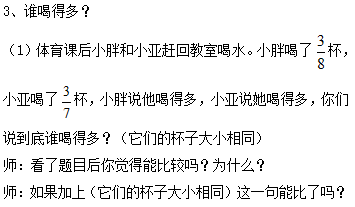 3、谁喝得多？
（1）体育课后小胖和小亚赶回教室喝水。小胖喝了 3/8 杯，
小亚喝了 3/7 杯，小胖说他喝得多，小亚说她喝得多，你们
说到底谁喝得多？（它们的杯子大小相同）
师：看了题目后你觉得能比较吗？为什么？
师：如果加上（它们的杯子大小相同）这一句能比了吗？